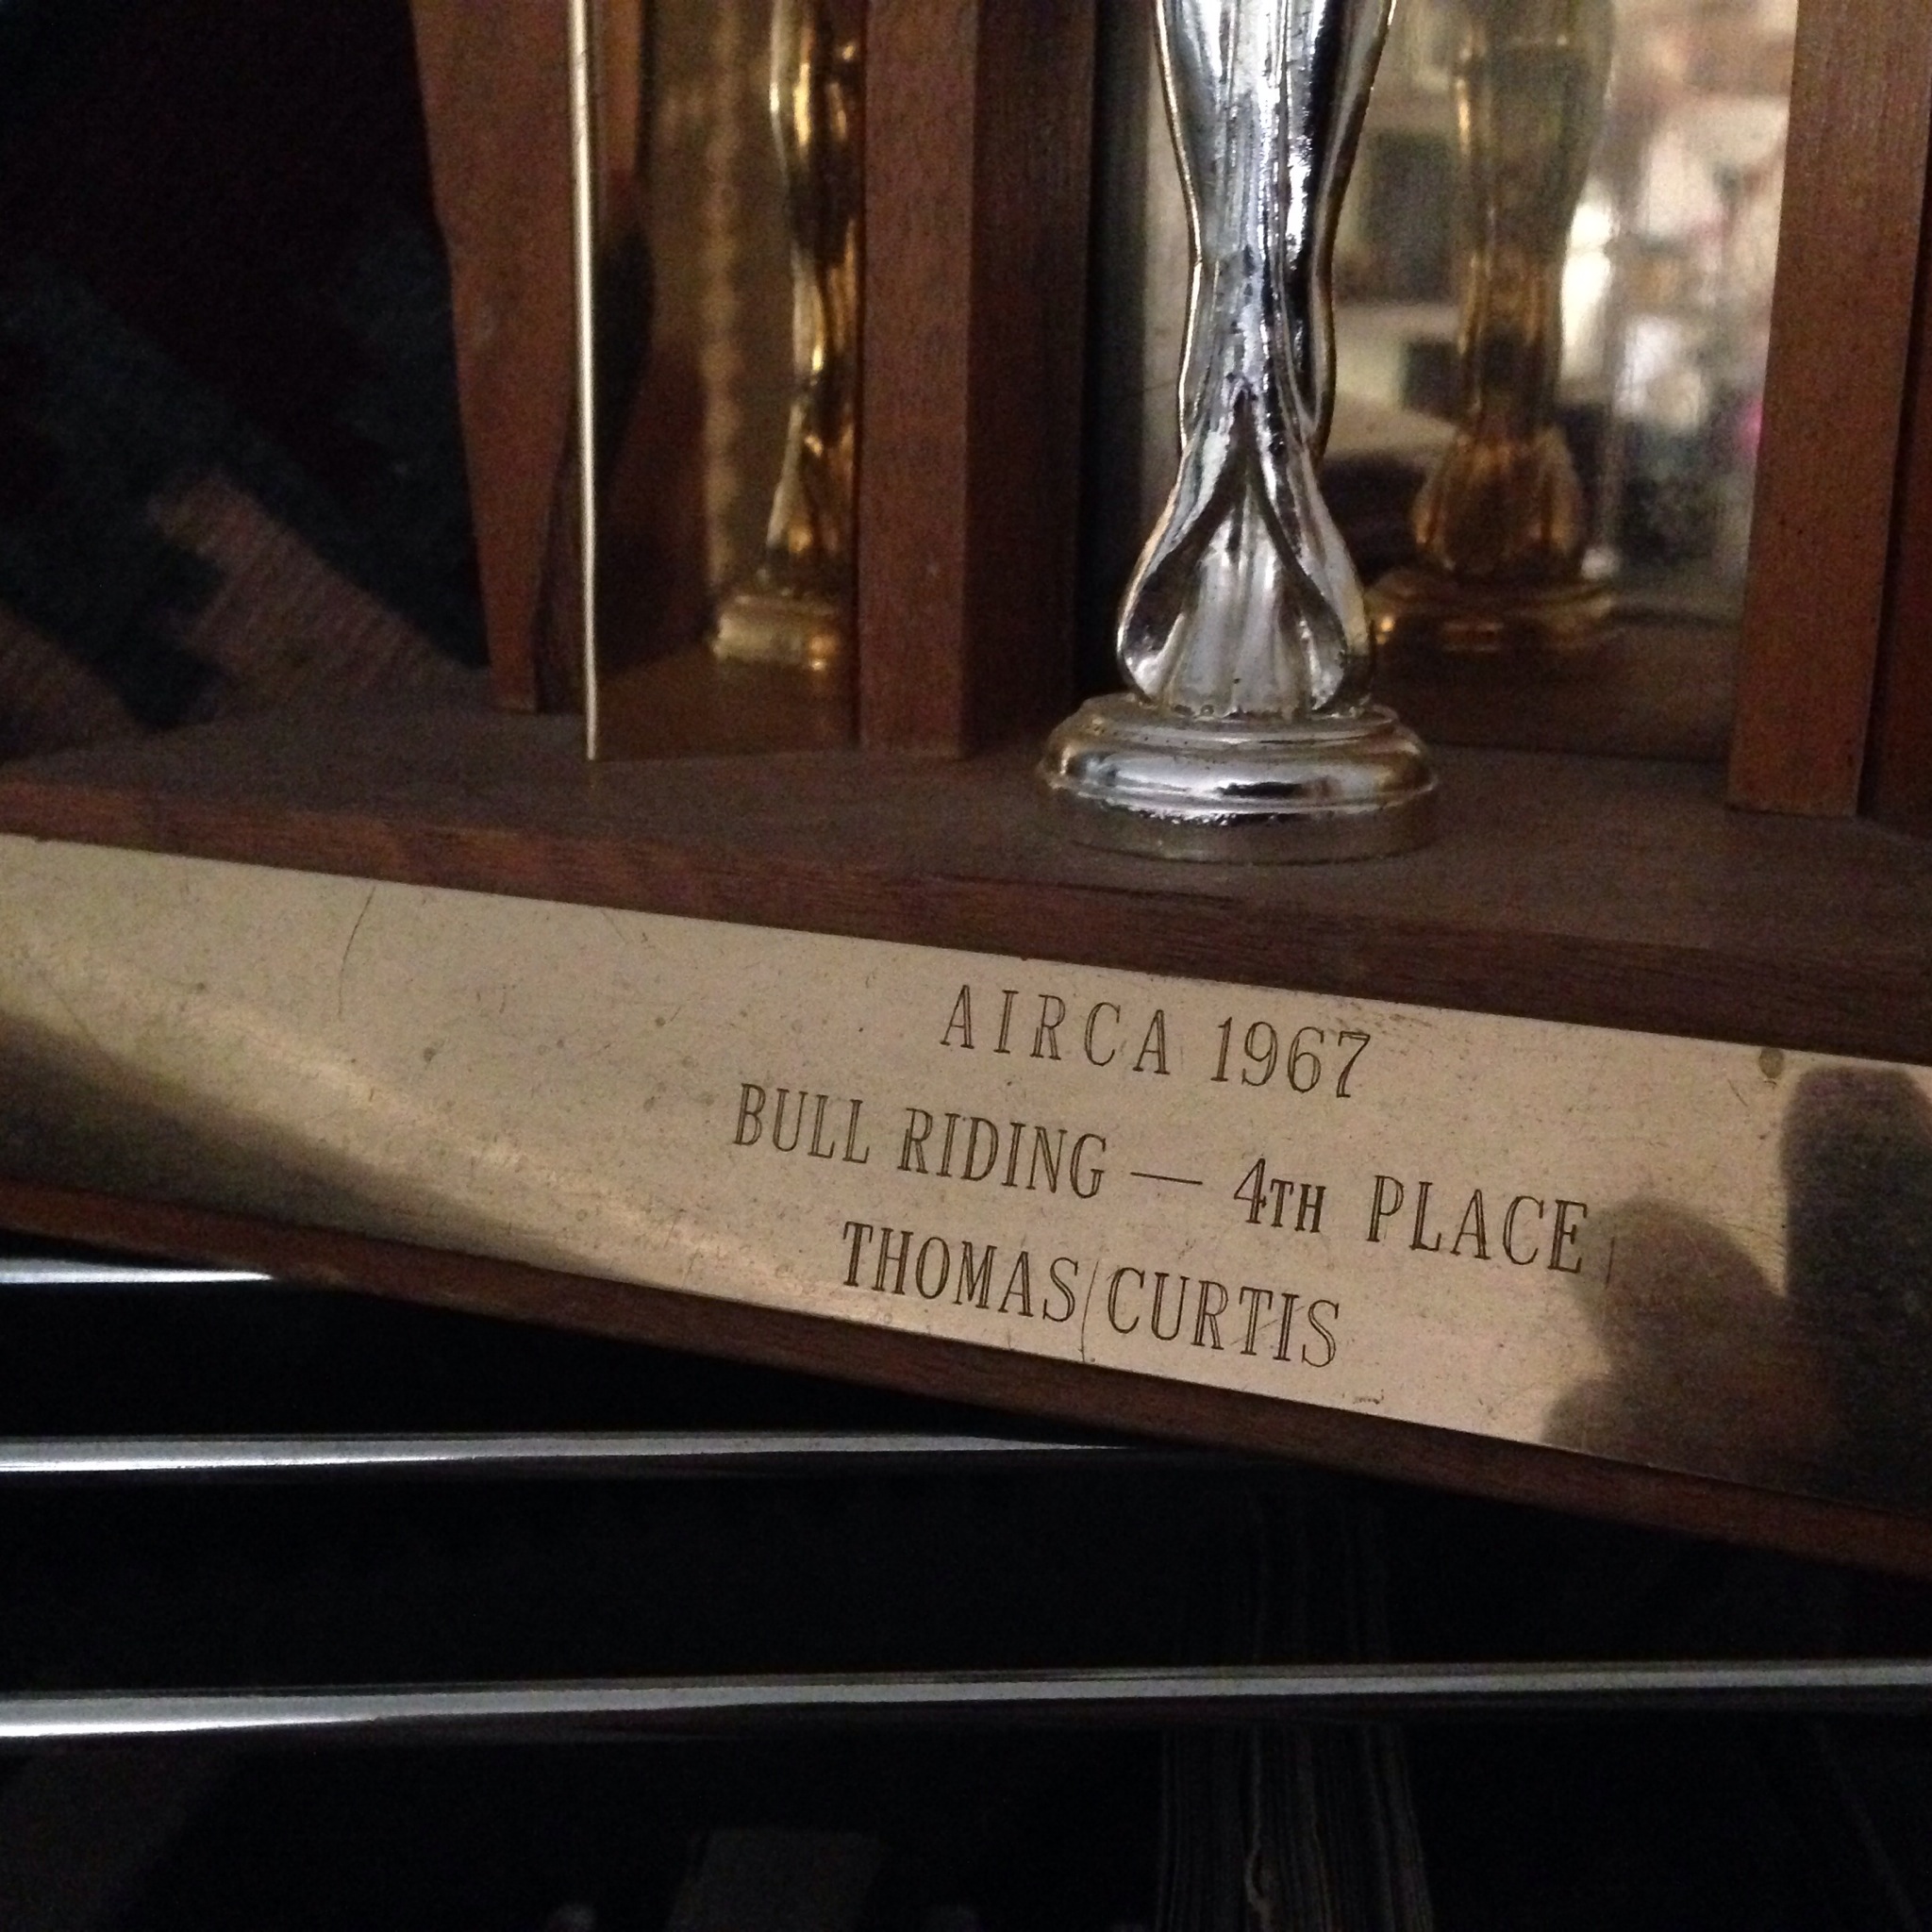 AIRCA 1967
BULL RIDING — 4TH PLACE
THOMAS CURTIS